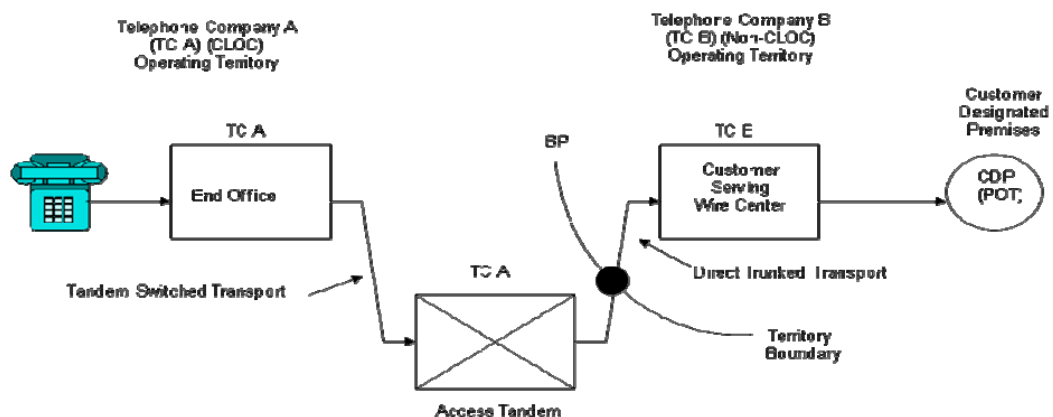 Telephone Company A
(TC A) (CLOC)
Operating Territory
Telephone Company B
(TC B) (Non-CLOC)
Operating Territory
Customer
Designated
Premises
TC A
BP
TC E
End Office
Customer
Serving
Wire Center
CDP
(POT)
Tandem Switched Transport
TC A
Direct Trunked Transport
Territory
Boundary
Access Tandem